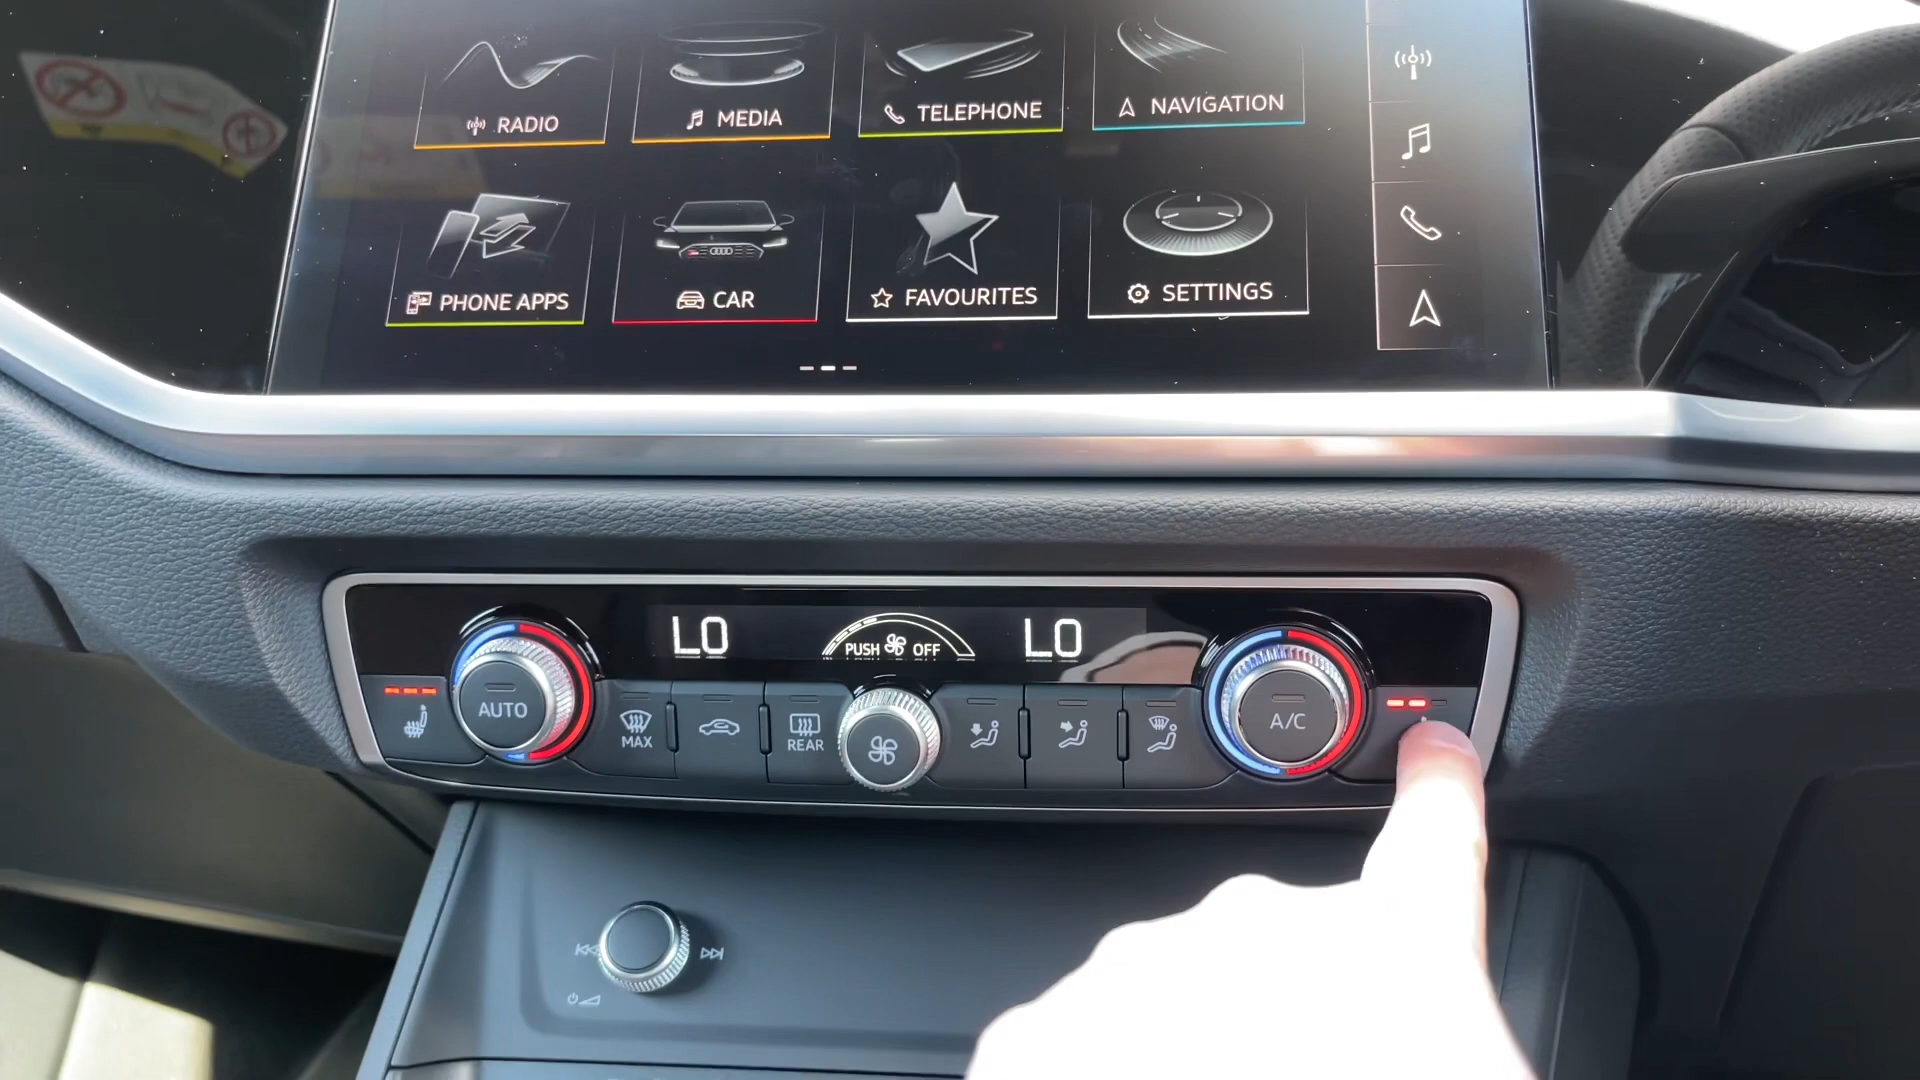 RADIO
MEDIA
TELEPHONE
NAVIGATION
PHONE APPS
CAR
FAVOURITES
SETTINGS
LO
PUSH OFF
LO
AUTO
MAX
REAR
A/C